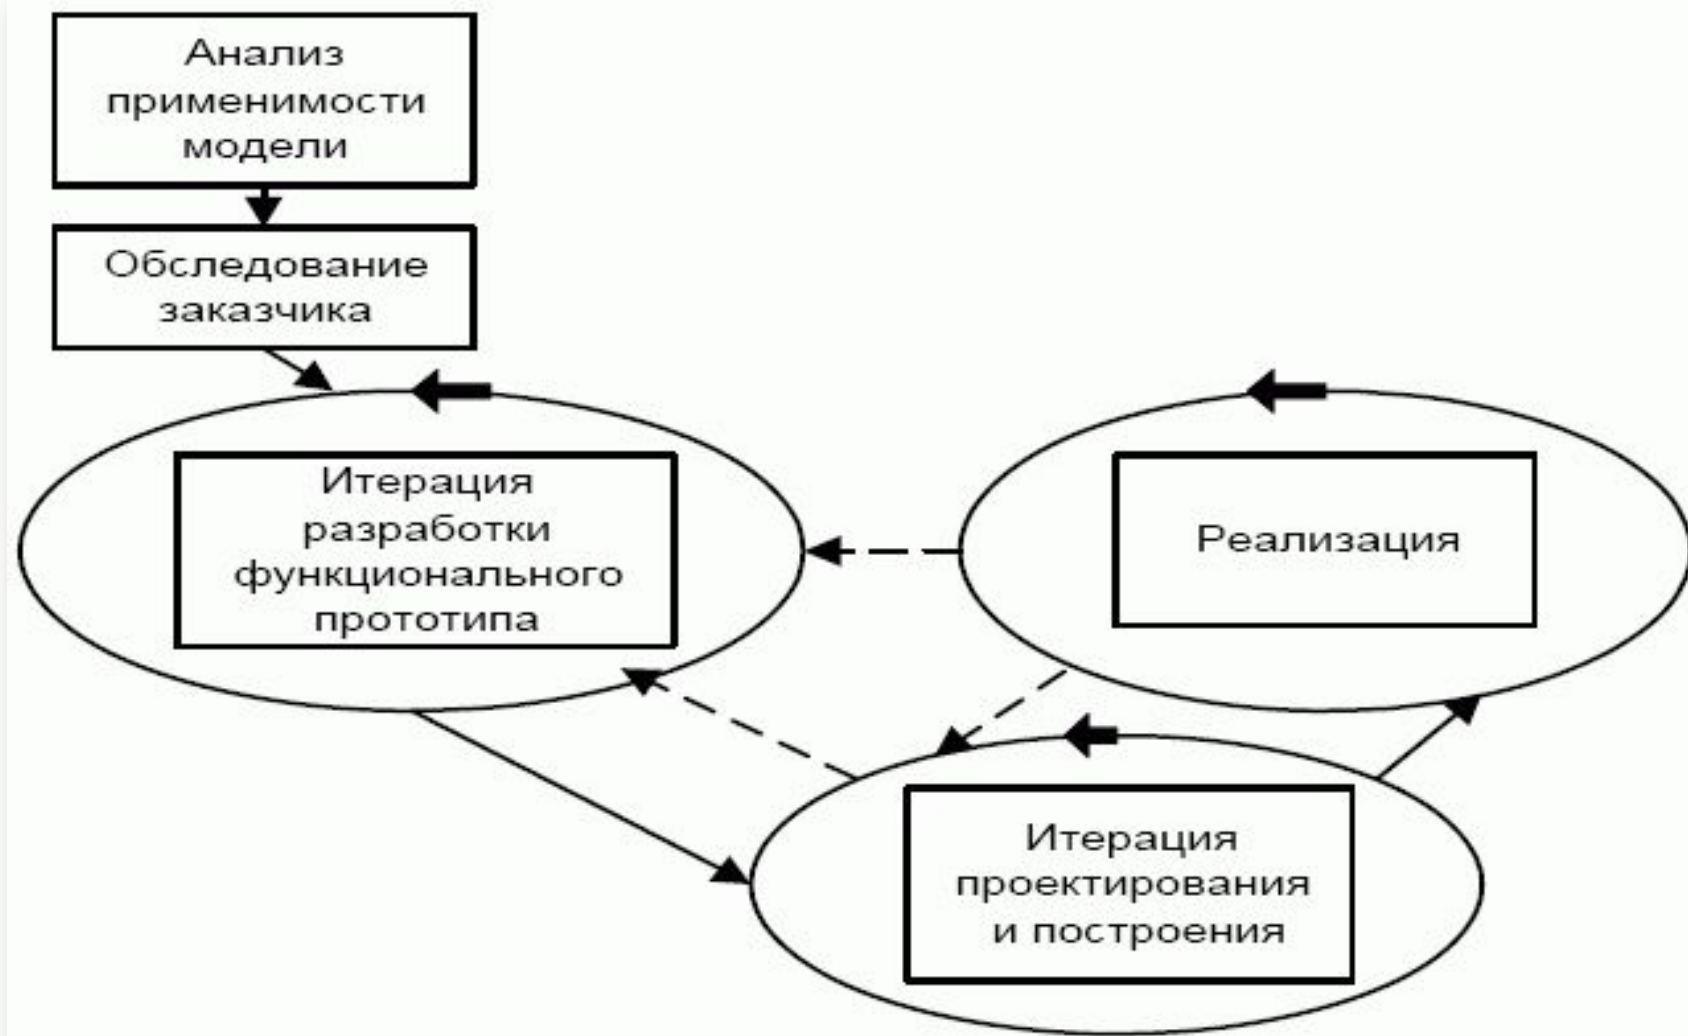 Анализ
применимости
модели
Обследование
заказчика
Итерация
разработки
функционального
прототипа
Реализация
Итерация
проектирования
и построения